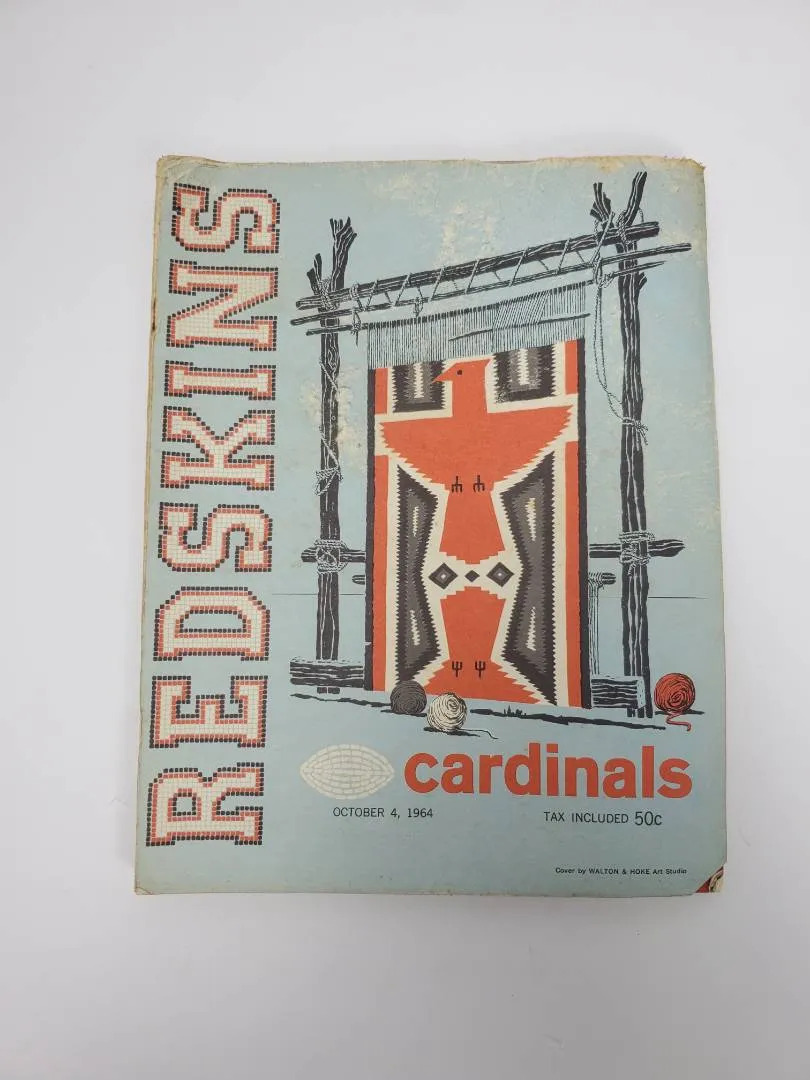 REDSKINS
cardinals
OCTOBER 4, 1964
TAX INCLUDED 50c
Cover by WALTON & HOKE Art Studio